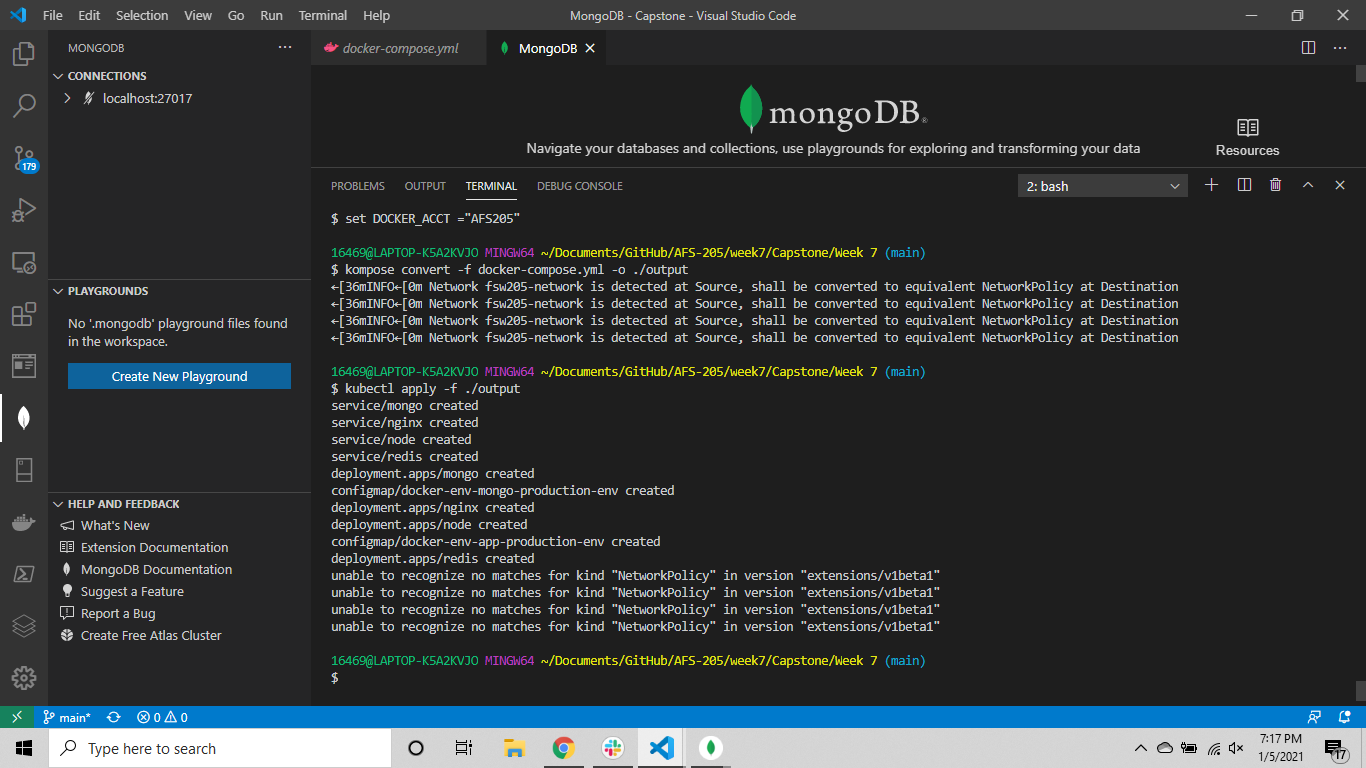 File Edit Selection View Go Run Terminal Help
MongoDB - Capstone - Visual Studio Code
MONGODB
CONNECTIONS
localhost:27017
179
PLAYGROUNDS
No '.mongodb' playground files found
in the workspace.
Create New Playground
HELP AND FEEDBACK
What's New
Extension Documentation
MongoDB Documentation
Suggest a Feature
Report a Bug
Create Free Atlas Cluster
docker-compose.yml
MongoDB
mongoDB®
Navigate your databases and collections, use playgrounds for exploring and transforming your data
Resources
PROBLEMS OUTPUT TERMINAL DEBUG CONSOLE
2: bash
$ set DOCKER_ACCT ="AFS205"
16469@LAPTOP-K5A2KVJO MINGW64 ~/Documents/GitHub/AFS-205/week7/Capstone/Week 7 (main)
$ kompose convert -f docker-compose.yml -o ./output
←[36mINFO←[0m Network fsw205-network is detected at Source, shall be converted to equivalent NetworkPolicy at Destination
←[36mINFO←[0m Network fsw205-network is detected at Source, shall be converted to equivalent NetworkPolicy at Destination
←[36mINFO←[0m Network fsw205-network is detected at Source, shall be converted to equivalent NetworkPolicy at Destination
←[36mINFO←[0m Network fsw205-network is detected at Source, shall be converted to equivalent NetworkPolicy at Destination
16469@LAPTOP-K5A2KVJO MINGW64 ~/Documents/GitHub/AFS-205/week7/Capstone/Week 7 (main)
$ kubectl apply -f ./output
service/mongo created
service/nginx created
service/node created
service/redis created
deployment.apps/mongo created
configmap/docker-env-mongo-production-env created
deployment.apps/nginx created
deployment.apps/node created
configmap/docker-env-app-production-env created
deployment.apps/redis created
unable to recognize no matches for kind "NetworkPolicy" in version "extensions/v1beta1"
unable to recognize no matches for kind "NetworkPolicy" in version "extensions/v1beta1"
unable to recognize no matches for kind "NetworkPolicy" in version "extensions/v1beta1"
unable to recognize no matches for kind "NetworkPolicy" in version "extensions/v1beta1"
16469@LAPTOP-K5A2KVJO MINGW64 ~/Documents/GitHub/AFS-205/week7/Capstone/Week 7 (main)
$
main* 0 0
Type here to search
7:17 PM
1/5/2021
17